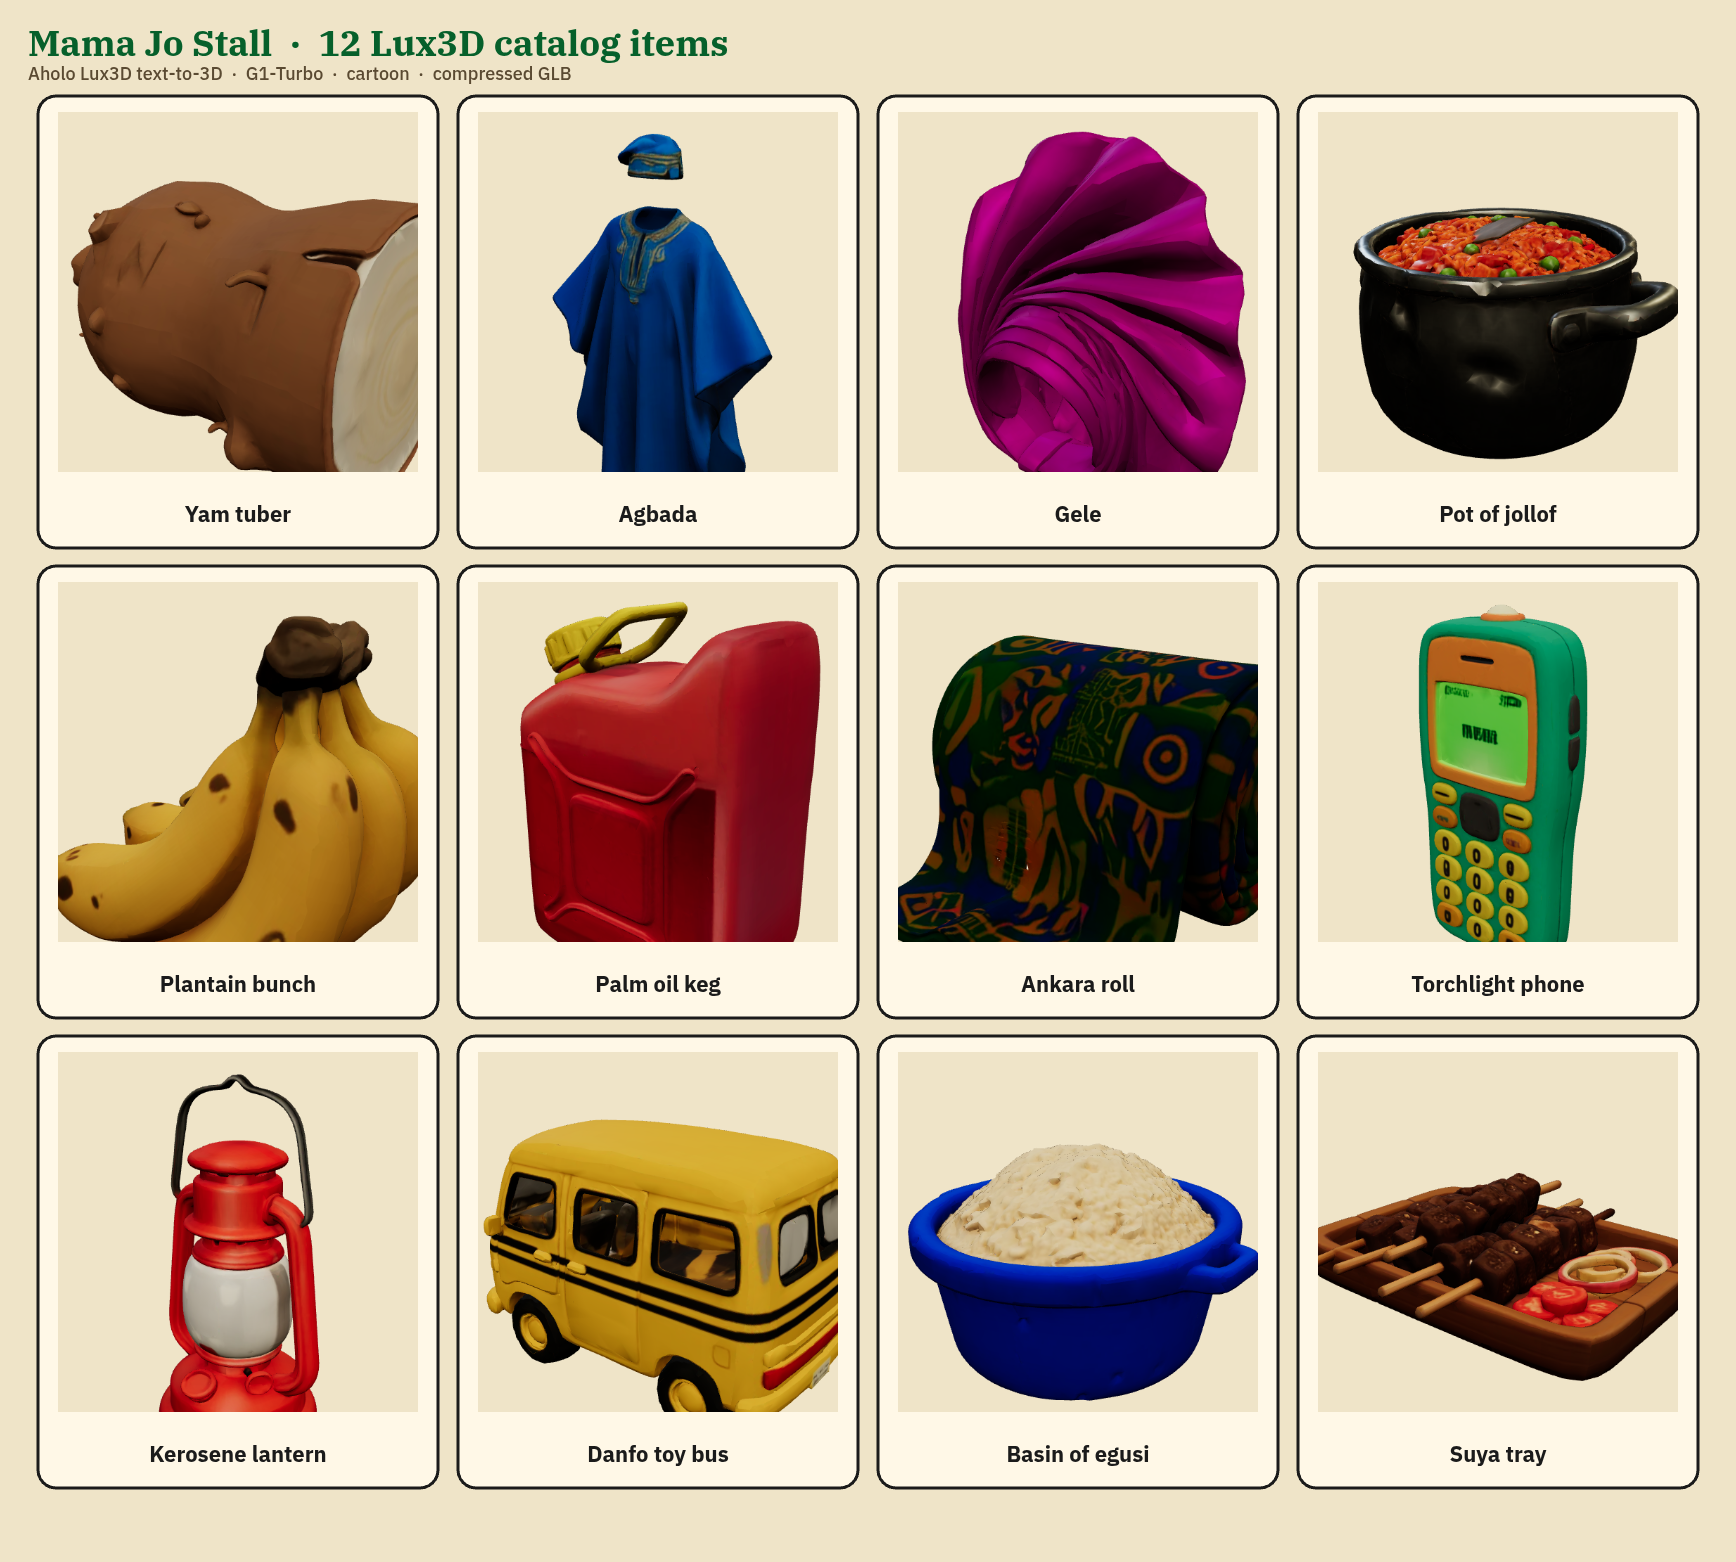 Mama Jo Stall · 12 Lux3D catalog items
Aholo Lux3D text-to-3D · G1-Turbo · cartoon · compressed GLB
Yam tuber
Agbada
Gele
Pot of jollof
Plantain bunch
Palm oil keg
Ankara roll
Torchlight phone
Kerosene lantern
Danfo toy bus
Basin of egusi
Suya tray